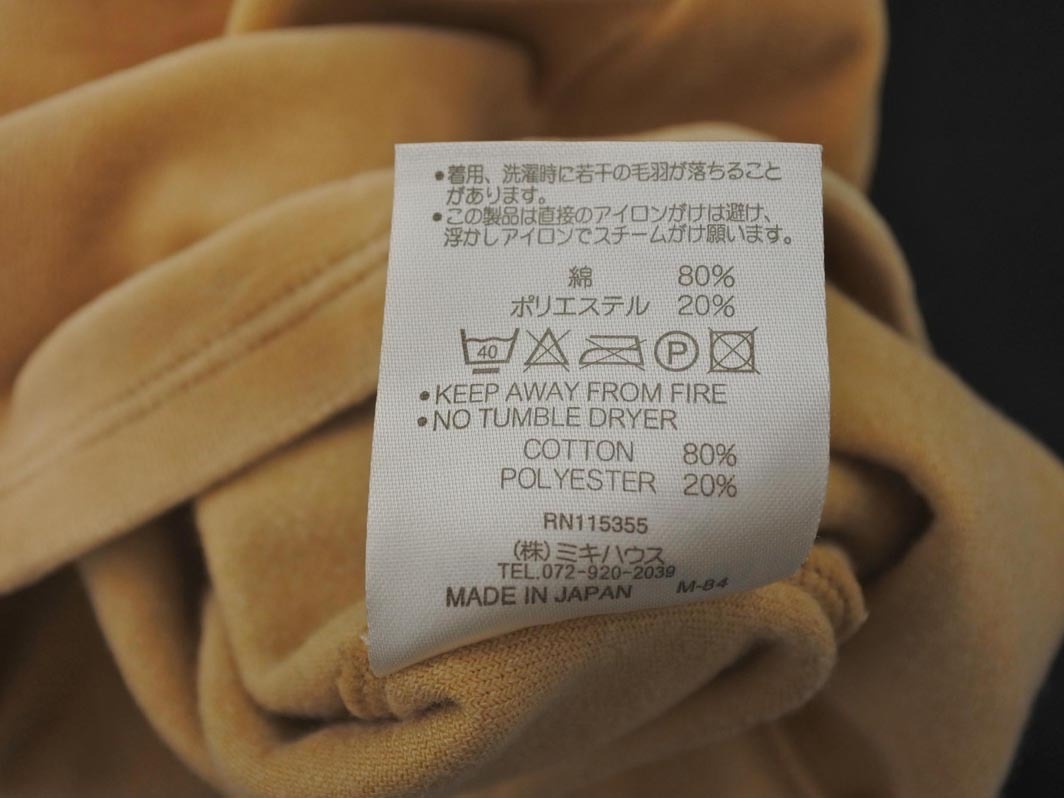 •着用、洗濯時に若干の毛羽が落ちること
があります。
•この製品は直接のアイロンがけは避け、
浮かしアイロンでスチームがけ願います。
綿 80%
ポリエステル 20%
40 P
•KEEP AWAY FROM FIRE
•NO TUMBLE DRYER
COTTON 80%
POLYESTER 20%
RN115355
(株)ミキハウス
TEL.072-920-2039
MADE IN JAPAN M-84